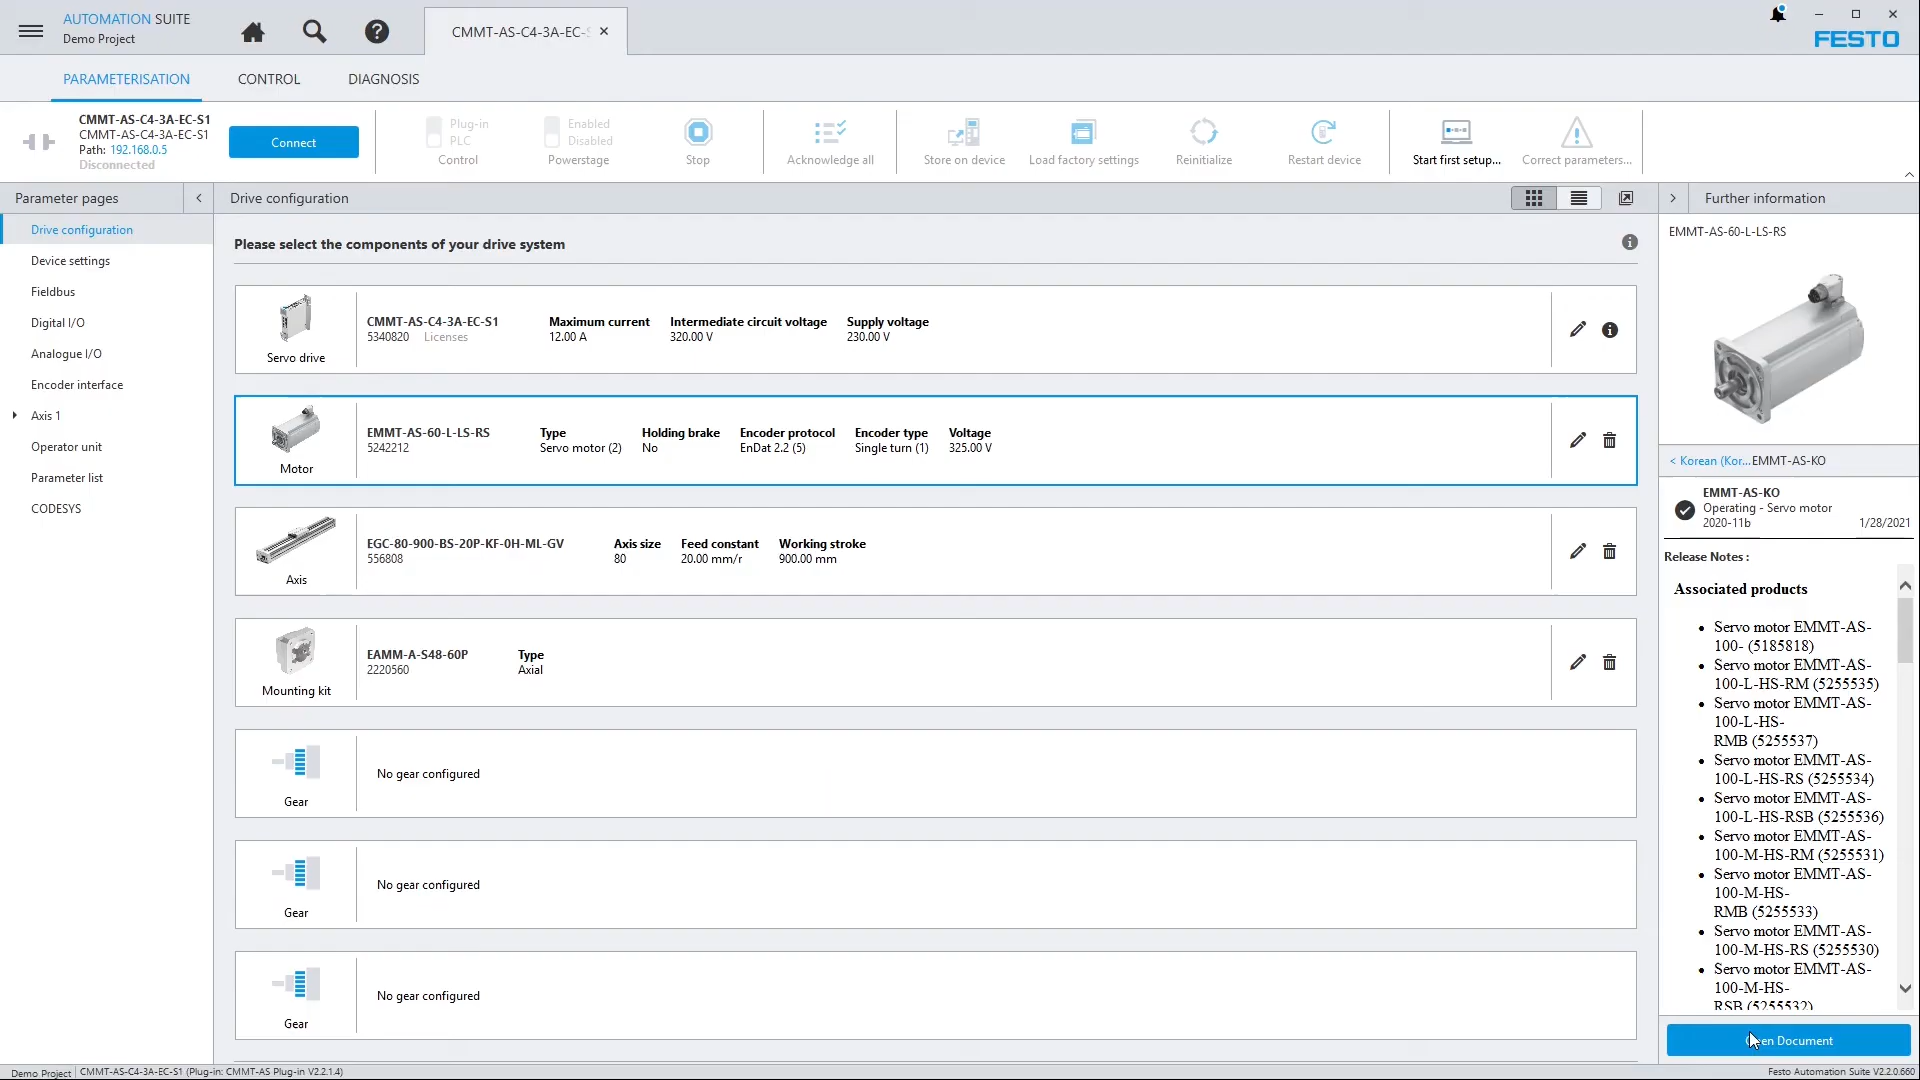 AUTOMATION SUITE
Demo Project
CMMT-AS-C4-3A-EC-
FESTO
PARAMETERISATION
CONTROL
DIAGNOSIS
CMMT-AS-C4-3A-EC-S1
CMMT-AS-C4-3A-EC-S1
Path: 192.168.0.5
Disconnected
Connect
Plug-in
PLC
Control
Enabled
Disabled
Powerstage
Stop
Acknowledge all
Store on device
Load factory settings
Reinitialize
Restart device
Start first setup...
Correct parameters...
Parameter pages
Drive configuration
Device settings
Fieldbus
Digital I/O
Analogue I/O
Encoder interface
Axis 1
Operator unit
Parameter list
CODESYS
Drive configuration
Please select the components of your drive system
Servo drive
CMMT-AS-C4-3A-EC-S1
5340820 Licenses
Maximum current
12.00 A
Intermediate circuit voltage
320.00 V
Supply voltage
230.00 V
Motor
EMMT-AS-60-L-LS-RS
5242212
Type
Servo motor (2)
Holding brake
No
Encoder protocol
EnDat 2.2 (5)
Encoder type
Single turn (1)
Voltage
325.00 V
Axis
EGC-80-900-BS-20P-KF-0H-ML-GV
556808
Axis size
80
Feed constant
20.00 mm/r
Working stroke
900.00 mm
Mounting kit
EAMM-A-S48-60P
2220560
Type
Axial
Gear
No gear configured
Gear
No gear configured
Gear
No gear configured
Further information
EMMT-AS-60-L-LS-RS
< Korean (Kor... EMMT-AS-KO
EMMT-AS-KO
Operating - Servo motor
2020-11b 1/28/2021
Release Notes :
Associated products
• Servo motor EMMT-AS-
100- (5185818)
• Servo motor EMMT-AS-
100-L-HS-RM (5255535)
• Servo motor EMMT-AS-
100-L-HS-
RMB (5255537)
• Servo motor EMMT-AS-
100-L-HS-RS (5255534)
• Servo motor EMMT-AS-
100-L-HS-RSB (5255536)
• Servo motor EMMT-AS-
100-M-HS-RM (5255531)
• Servo motor EMMT-AS-
100-M-HS-
RMB (5255533)
• Servo motor EMMT-AS-
100-M-HS-RS (5255530)
• Servo motor EMMT-AS-
100-M-HS-
RSB (5255532)
Document
Demo Project CMMT-AS-C4-3A-EC-S1 (Plug-in: CMMT-AS Plug-in V2.2.1.4)
Festo Automation Suite V2.2.0.660